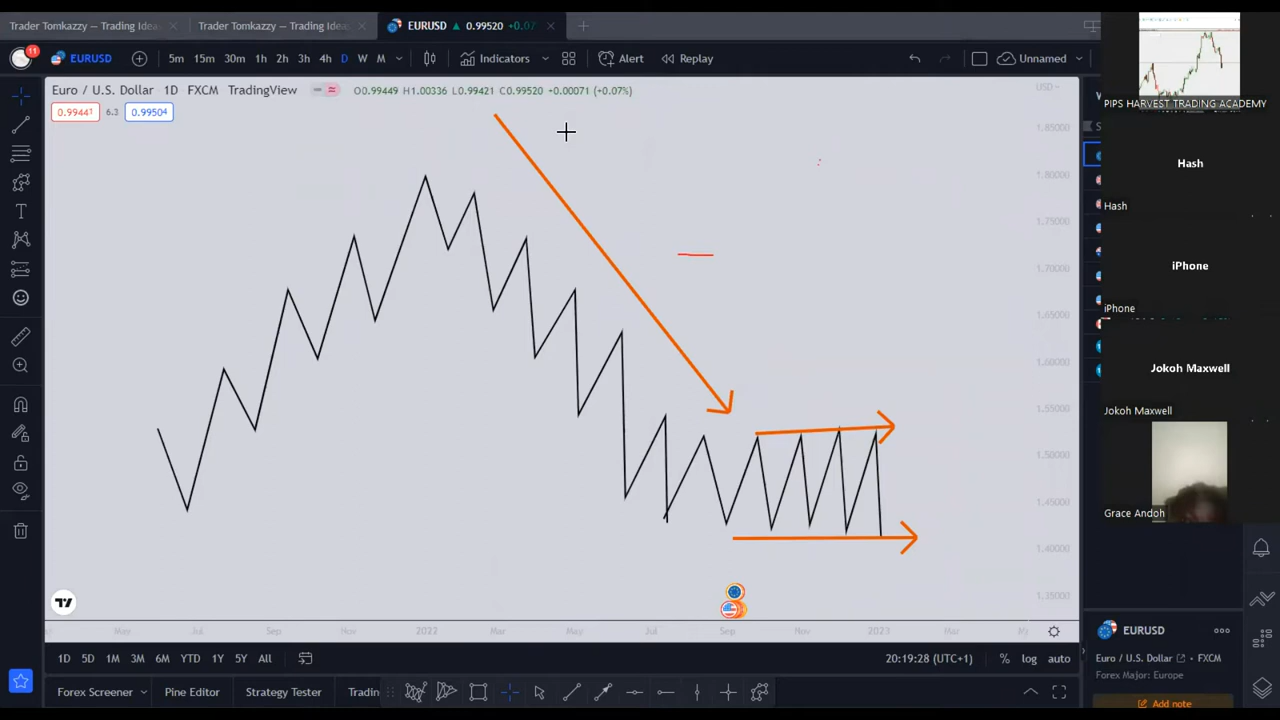 Trader Tomkazzy — Trading Idea
Trader Tomkazzy — Trading Idea
EURUSD ▲ 0.99520 +0.07
11
EURUSD
5m 15m 30m 1h 2h 3h 4h D W M
Indicators
Alert
Replay
Unnamed
Euro / U.S. Dollar · 1D · FXCM · TradingView
O0.99449 H1.00336 L0.99421 C0.99520 +0.00071 (+0.07%)
USD
0.99441
6.3
0.99504
1.85000
1.80000
1.75000
1.70000
1.65000
1.60000
1.55000
1.50000
1.45000
1.40000
1.35000
May Jul Sep Nov 2022 Mar May Jul Sep Nov 2023 Mar
1D 5D 1M 3M 6M YTD 1Y 5Y All
20:19:28 (UTC+1)
% log auto
Forex Screener
Pine Editor
Strategy Tester
Tradin
PIPS HARVEST TRADING ACADEMY
Hash
Hash
iPhone
iPhone
Jokoh Maxwell
Jokoh Maxwell
Grace Andoh
EURUSD
Euro / U.S. Dollar · FXCM
Forex Major: Europe
Add note